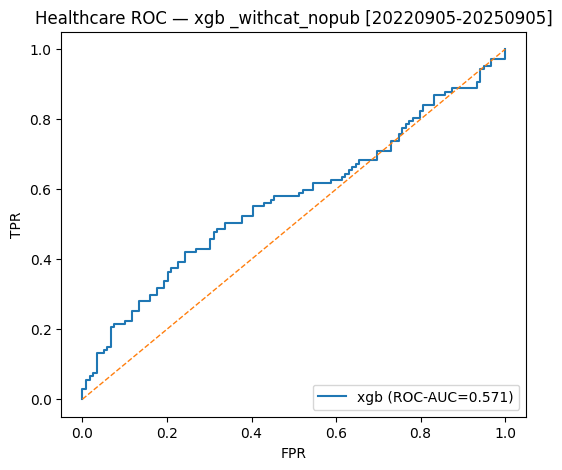 Healthcare ROC — xgb _withcat_nopub [20220905-20250905]
TPR
1.0
0.8
0.6
0.4
0.2
0.0
0.0 0.2 0.4 0.6 0.8 1.0
FPR
xgb (ROC-AUC=0.571)